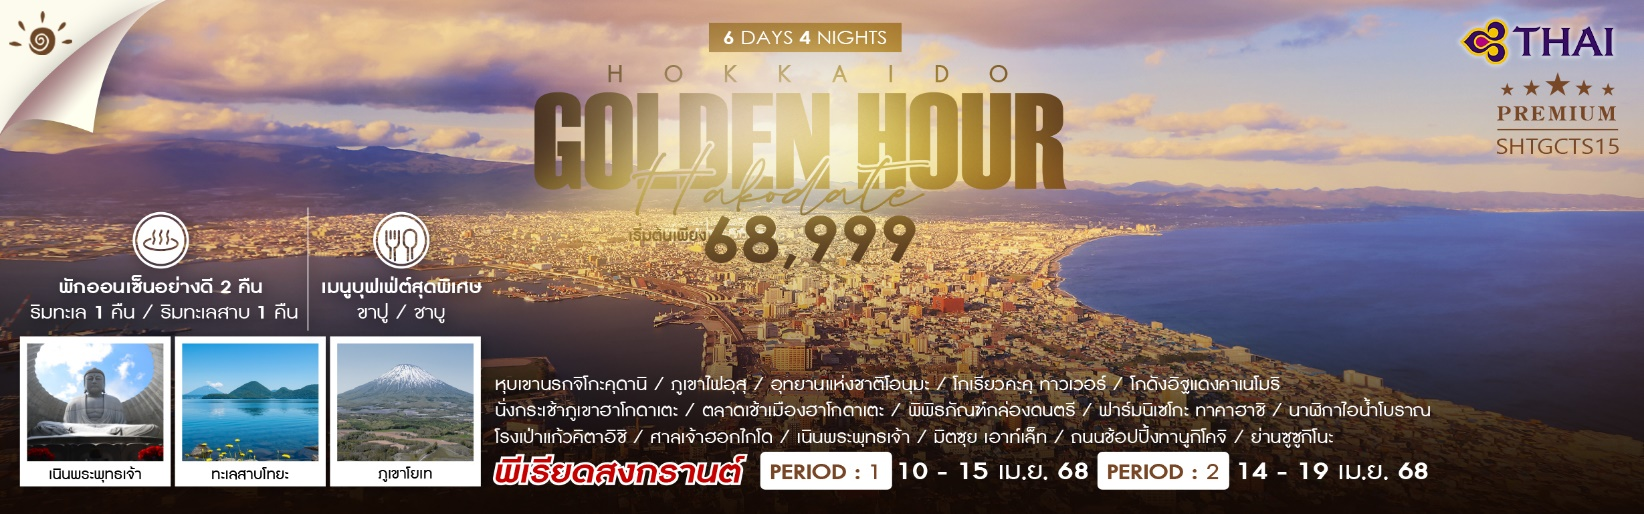 6 DAYS 4 NIGHTS
HOKKAIDO
GOLDEN HOUR
Hakodate
เริ่มต้นเพียง 68,999
THAI
PREMIUM
SHTGCTS15
พักออนเซ็นอย่างดี 2 คืน
ริมทะเล 1 คืน / ริมทะเลสาบ 1 คืน
เมนูบุฟเฟ่ต์สุดพิเศษ
ขาปู / ชาบู
เนินพระพุทธเจ้า
ทะเลสาบโทยะ
ภูเขาโยเท
หุบเขานรกจิโกะคุดานิ / ภูเขาไฟอุสุ / อุทยานแห่งชาติโอนุมะ / โกเรียวคะคุ ทาวเวอร์ / โกดังอิฐแดงคาเนโมริ
นั่งกระเช้าภูเขาฮาโกดาเตะ / ตลาดเช้าเมืองฮาโกดาเตะ / พิพิธภัณฑ์กล่องดนตรี / ฟาร์มนิเซโกะ ทาคาฮาชิ / นาฬิกาไอน้ำโบราณ
โรงเป่าแก้วคิตาอิชิ / ศาลเจ้าฮอกไกโด / เนินพระพุทธเจ้า / มิตซุย เอาท์เล็ท / ถนนช้อปปิ้งทานูกิโคจิ / ย่านซูซูกิโนะ
พีเรียดสงกรานต์ PERIOD : 1 10 - 15 เม.ย. 68 PERIOD : 2 14 - 19 เม.ย. 68